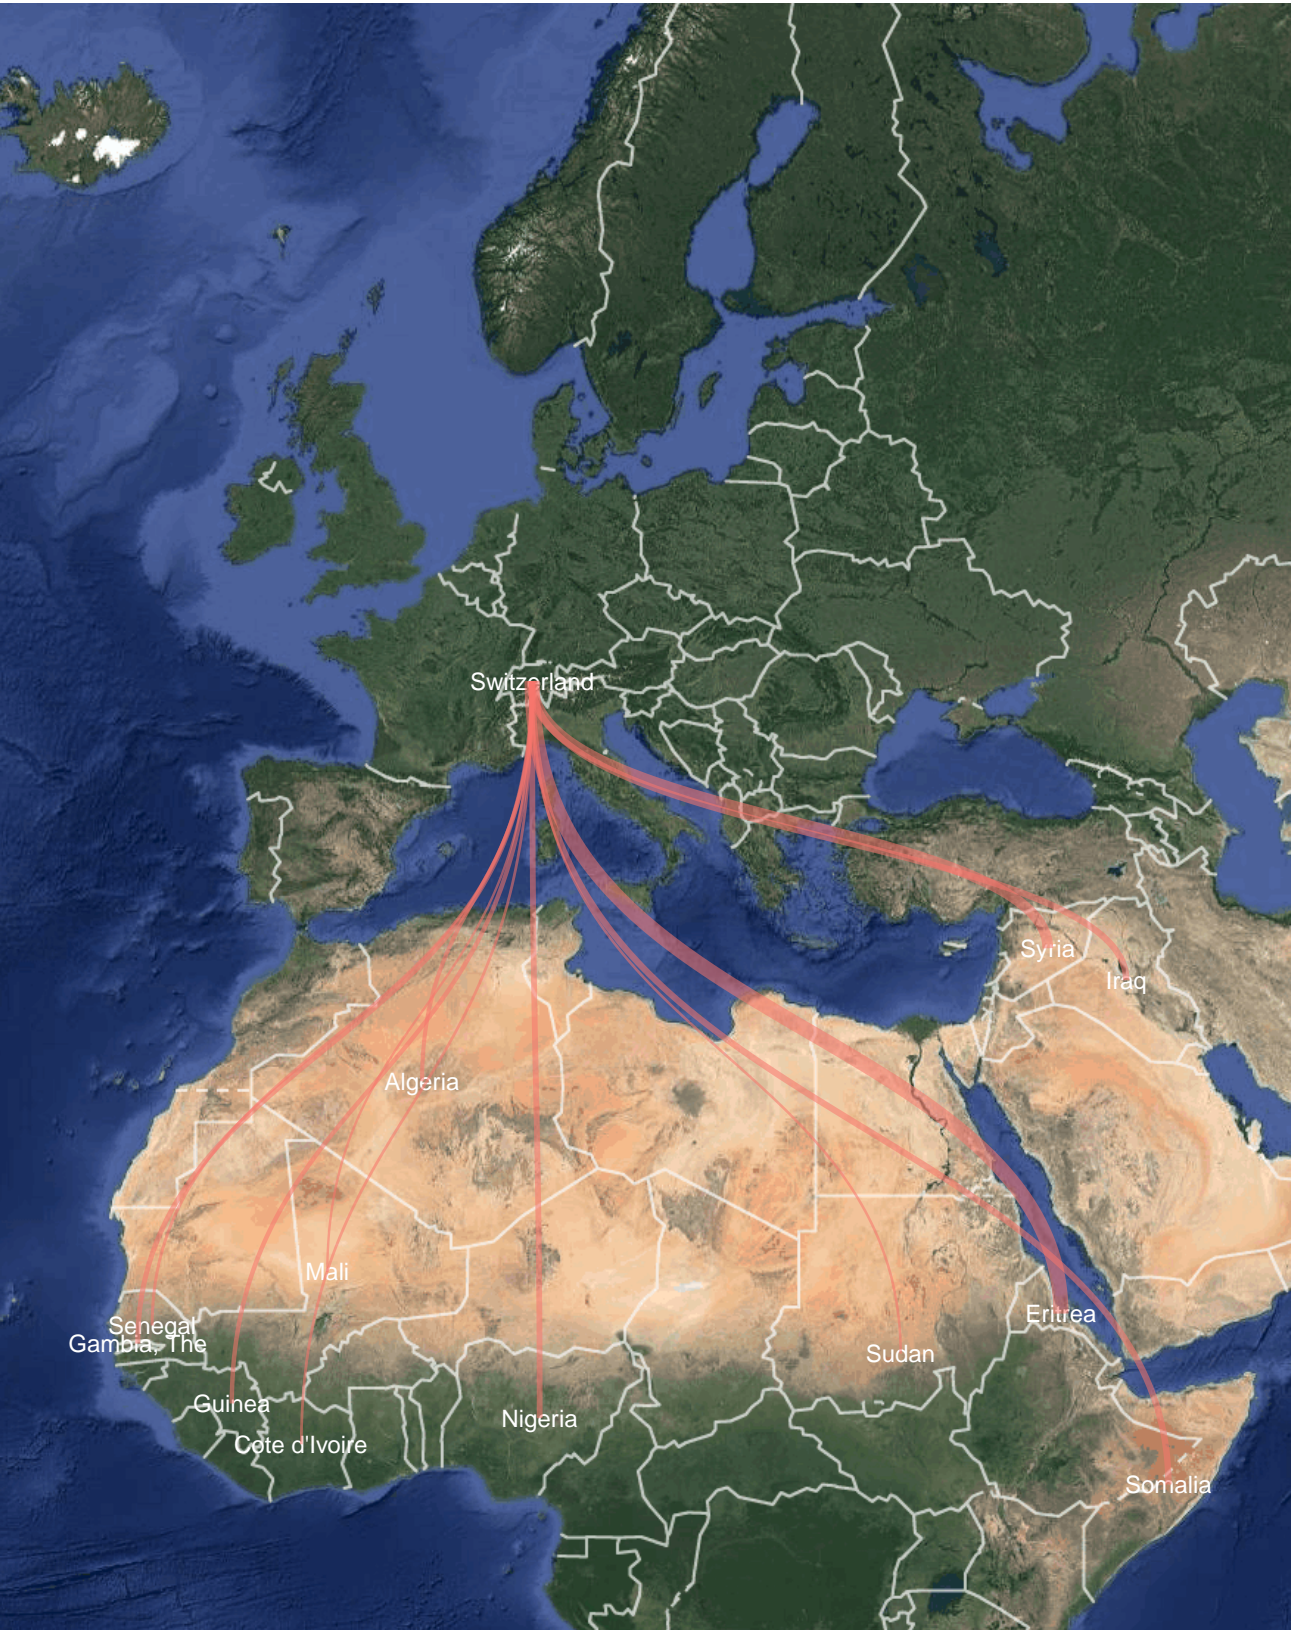 Switzerland
Syria
Iraq
Algeria
Mali
Senegal
Gambia, The
Eritrea
Sudan
Guinea
Nigeria
Cote d'Ivoire
Somalia